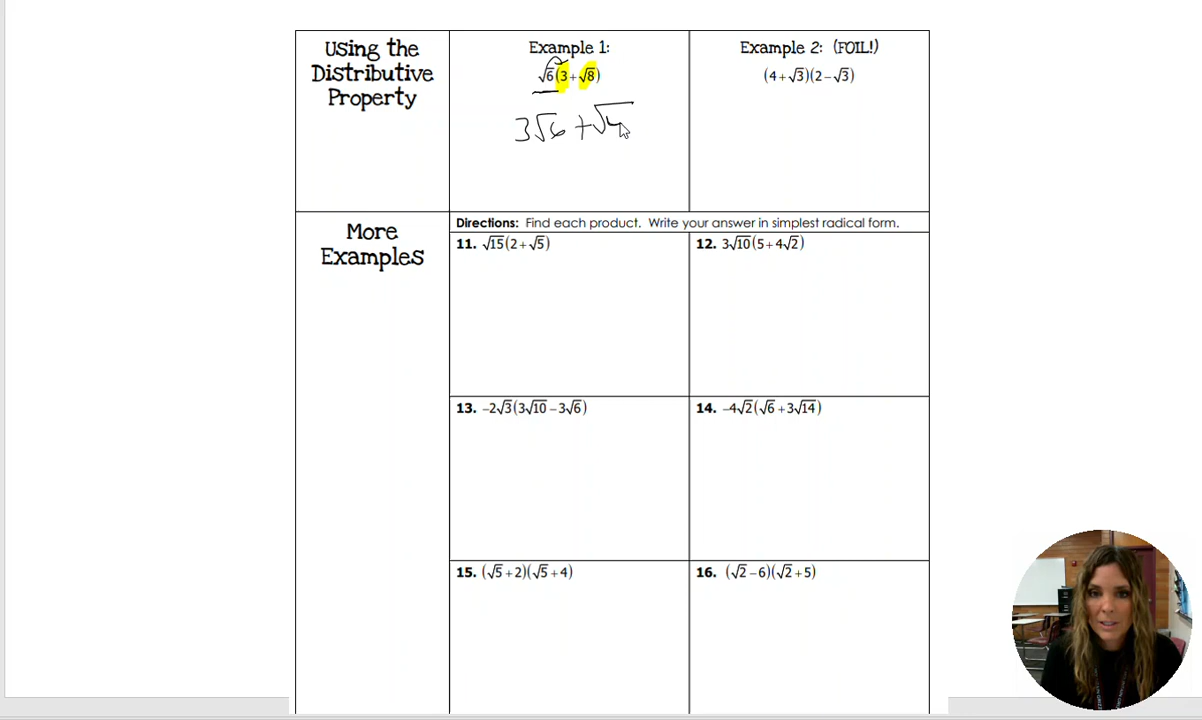 Using the
Distributive
Property
Example 1:
√6(3+√8)
3√6 + √4
Example 2: (FOIL!)
(4+√3)(2−√3)
More
Examples
Directions: Find each product. Write your answer in simplest radical form.
11. √15(2+√5)
12. 3√10(5+4√2)
13. −2√3(3√10−3√6)
14. −4√2(√6+3√14)
15. (√5+2)(√5+4)
16. (√2−6)(√2+5)